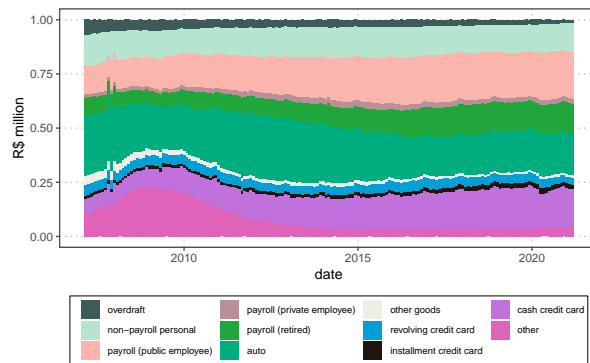 1.00
0.75
0.50
0.25
0.00
R$ million
2010 2015 2020
date
overdraft payroll (private employee) other goods cash credit card
non-payroll personal payroll (retired) revolving credit card other
payroll (public employee) auto installment credit card